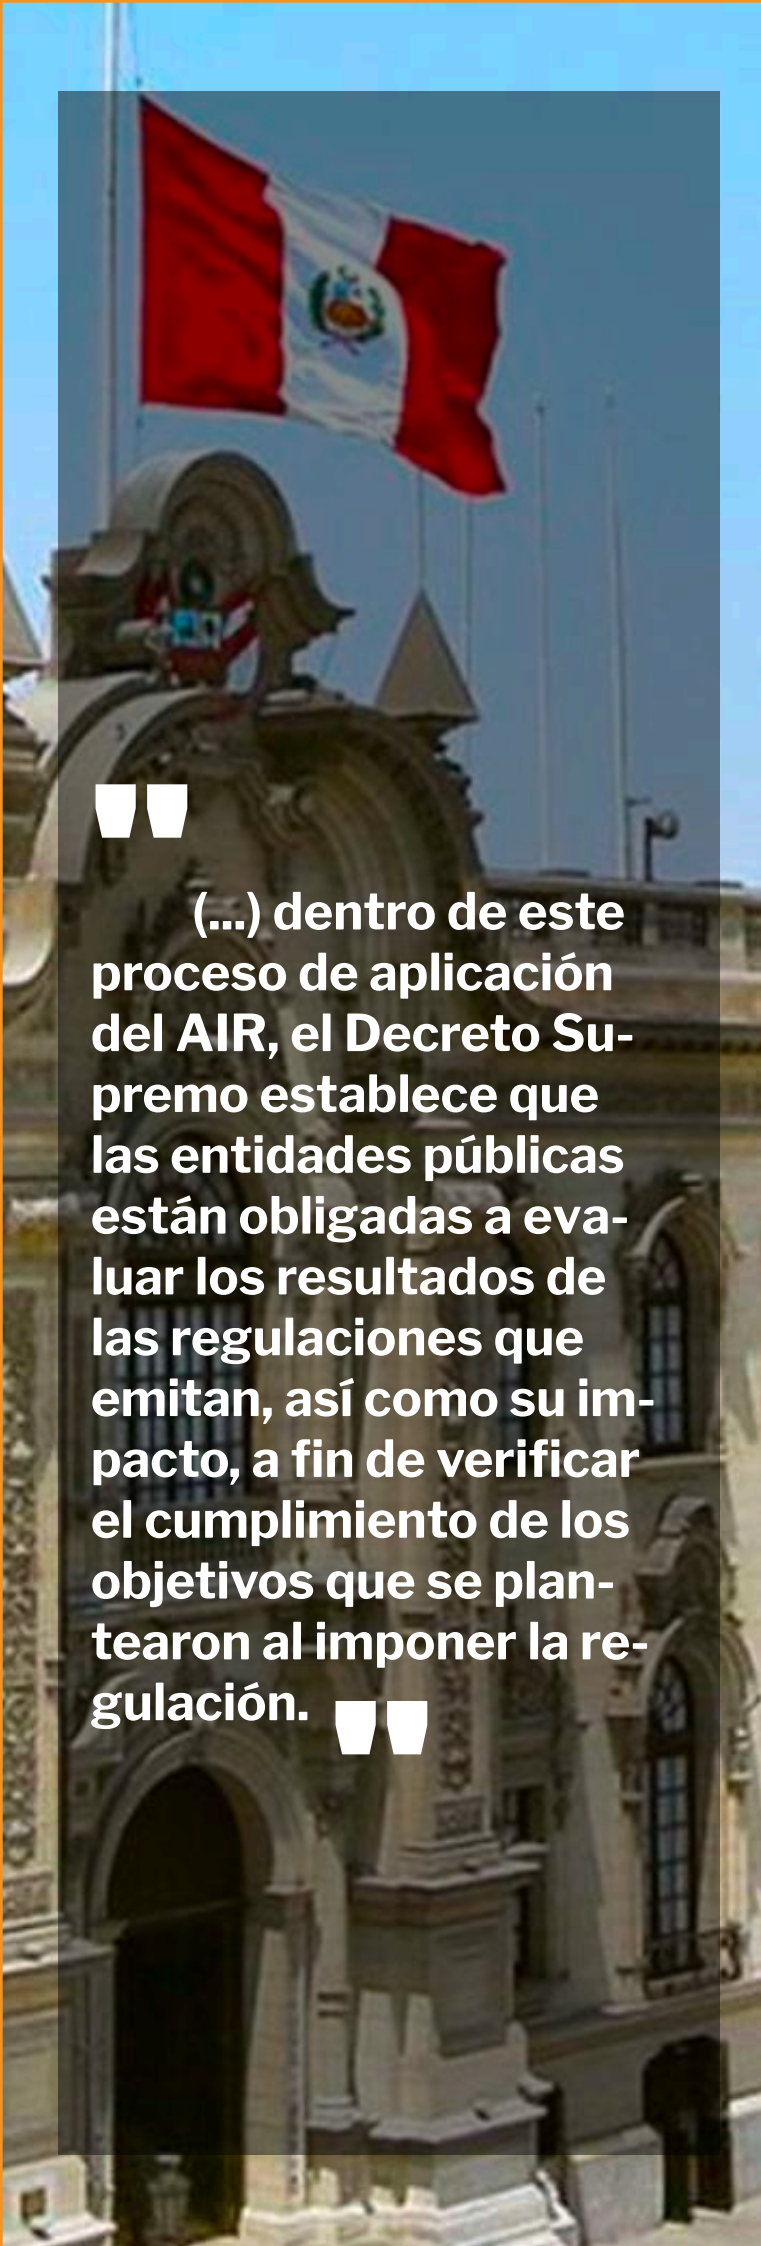 "
(...) dentro de este
proceso de aplicación
del AIR, el Decreto Su-
premo establece que
las entidades públicas
están obligadas a eva-
luar los resultados de
las regulaciones que
emitan, así como su im-
pacto, a fin de verificar
el cumplimiento de los
objetivos que se plan-
tearon al imponer la re-
gulación. "